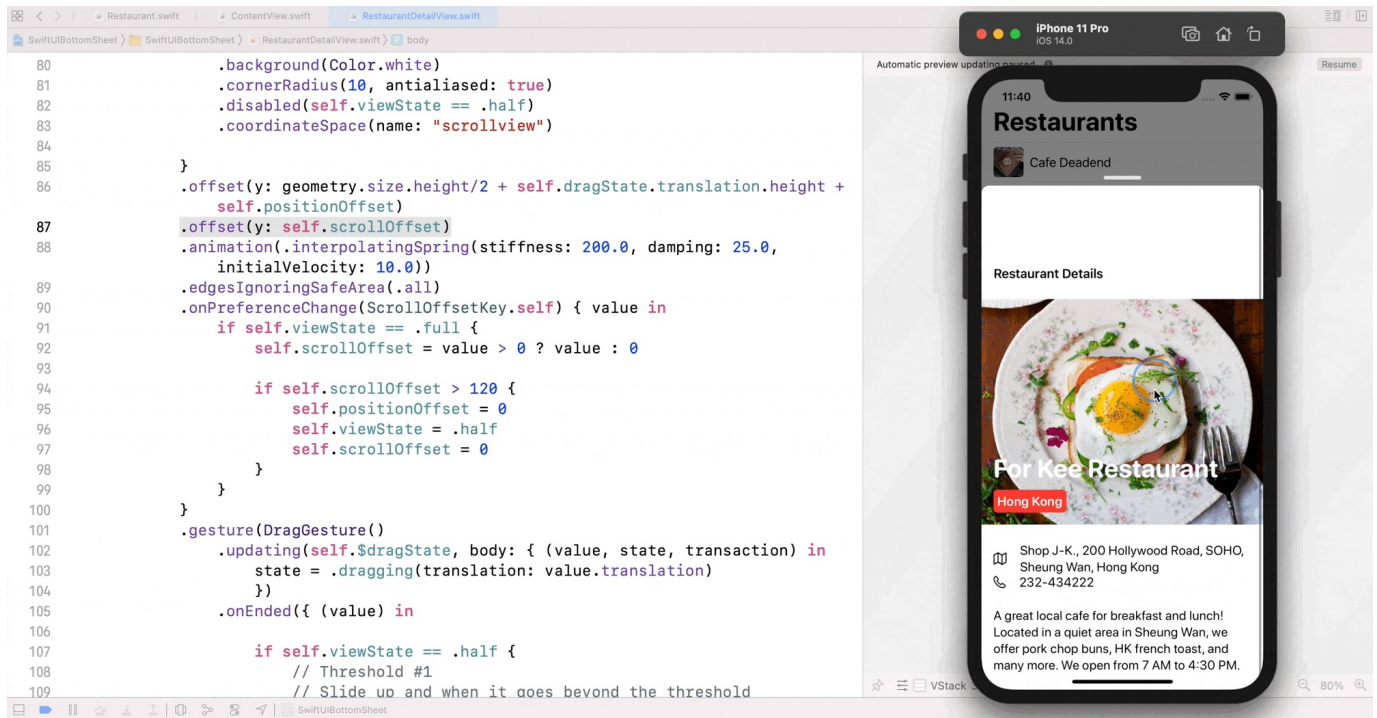 Restaurant.swift
ContentView.swift
RestaurantDetailView.swift
SwiftUIBottomSheet 〉 SwiftUIBottomSheet 〉 RestaurantDetailView.swift 〉 body
80 .background(Color.white)
81 .cornerRadius(10, antialiased: true)
82 .disabled(self.viewState == .half)
83 .coordinateSpace(name: "scrollview")
84
85 }
86 .offset(y: geometry.size.height/2 + self.dragState.translation.height +
self.positionOffset)
87 .offset(y: self.scrollOffset)
88 .animation(.interpolatingSpring(stiffness: 200.0, damping: 25.0,
initialVelocity: 10.0))
89 .edgesIgnoringSafeArea(.all)
90 .onPreferenceChange(ScrollOffsetKey.self) { value in
91 if self.viewState == .full {
92 self.scrollOffset = value > 0 ? value : 0
93
94 if self.scrollOffset > 120 {
95 self.positionOffset = 0
96 self.viewState = .half
97 self.scrollOffset = 0
98 }
99 }
100 }
101 .gesture(DragGesture()
102 .updating(self.$dragState, body: { (value, state, transaction) in
103 state = .dragging(translation: value.translation)
104 })
105 .onEnded({ (value) in
106
107 if self.viewState == .half {
108 // Threshold #1
109 // Slide up and when it goes beyond the threshold
SwiftUIBottomSheet
Automatic preview updating paused
Resume
iPhone 11 Pro
iOS 14.0
11:40
Restaurants
Cafe Deadend
Restaurant Details
For Kee Restaurant
Hong Kong
Shop J-K., 200 Hollywood Road, SOHO,
Sheung Wan, Hong Kong
232-434222
A great local cafe for breakfast and lunch!
Located in a quiet area in Sheung Wan, we
offer pork chop buns, HK french toast, and
many more. We open from 7 AM to 4:30 PM.
VStack
80%